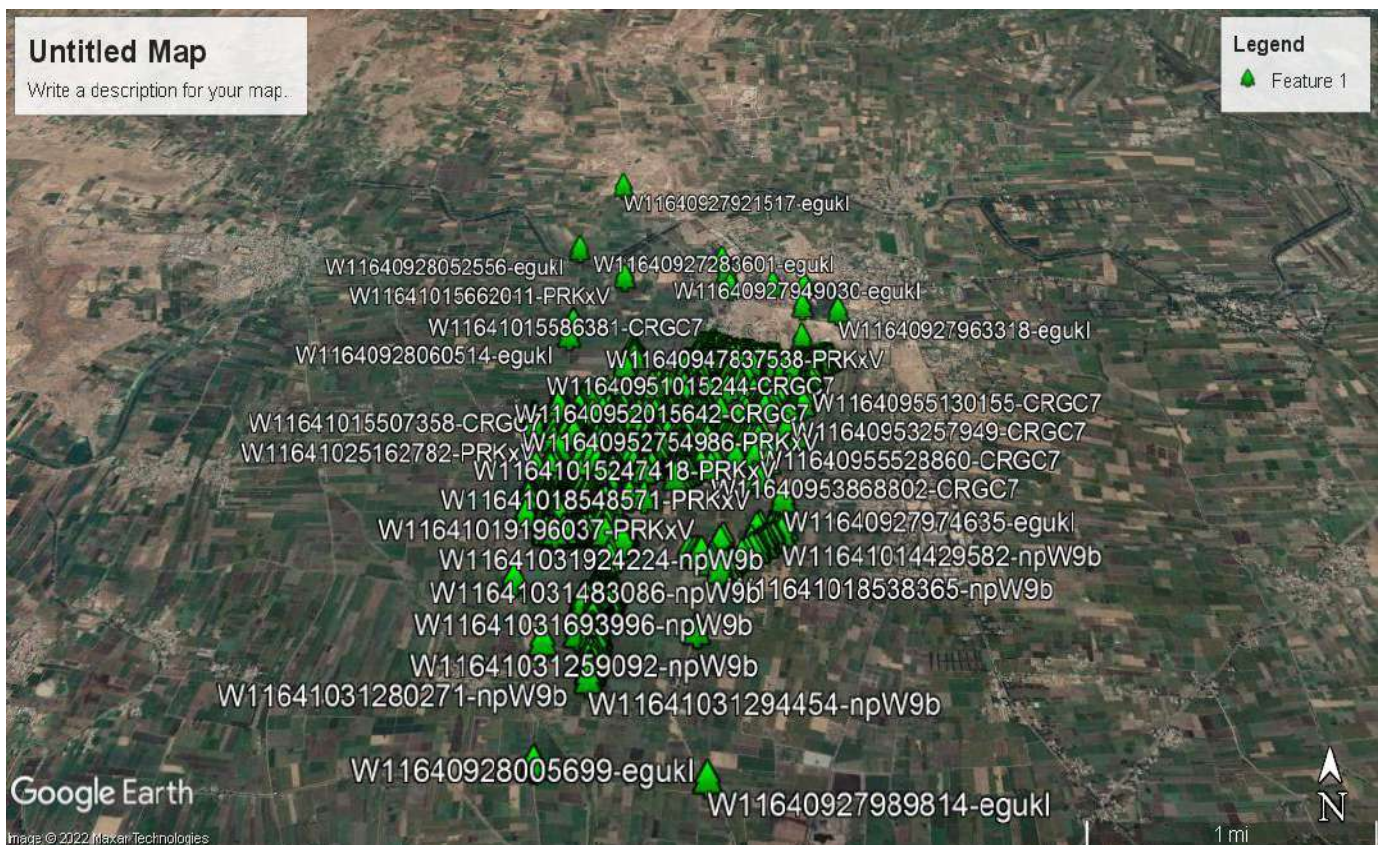 Untitled Map
Write a description for your map.
Legend
Feature 1
W11640927921517-egukl
W11640928052556-egukl
W11640927283601-egukl
W11641015662011-PRKxV
W11640927949030-egukl
W11641015586381-CRGC7
W11640927963318-egukl
W11640928060514-egukl
W11640947837538-PRKxV
W11640951015244-CRGC7
W11640955130155-CRGC7
W11641015507358-CRGC7
W11640952015642-CRGC7
W11640953257949-CRGC7
W11641025162782-PRKxV
W11640952754986-PRKxV
W11640955528860-CRGC7
W11641015247418-PRKxV
W11640953868802-CRGC7
W11641018548571-PRKxV
W11640927974635-egukl
W11641019196037-PRKxV
W11641031924224-npW9b
W11641014429582-npW9b
W11641031483086-npW9b
W11641018538365-npW9b
W11641031693996-npW9b
W11641031259092-npW9b
W11641031280271-npW9b
W11641031294454-npW9b
W11640928005699-egukl
W11640927989814-egukl
Google Earth
N
Image © 2022 Maxar Technologies
1 mi